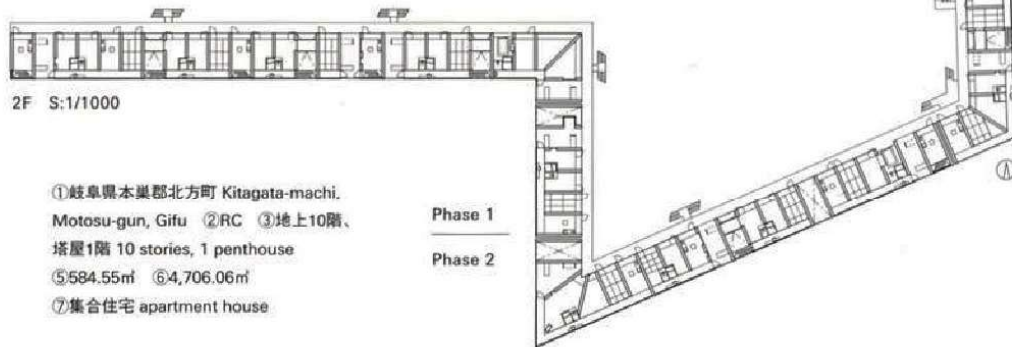 2F S:1/1000
①岐阜県本巣郡北方町 Kitagata-machi,
Motosu-gun, Gifu ②RC ③地上10階、
塔屋1階 10 stories, 1 penthouse
⑤584.55㎡ ⑥4,706.06㎡
⑦集合住宅 apartment house
Phase 1
Phase 2